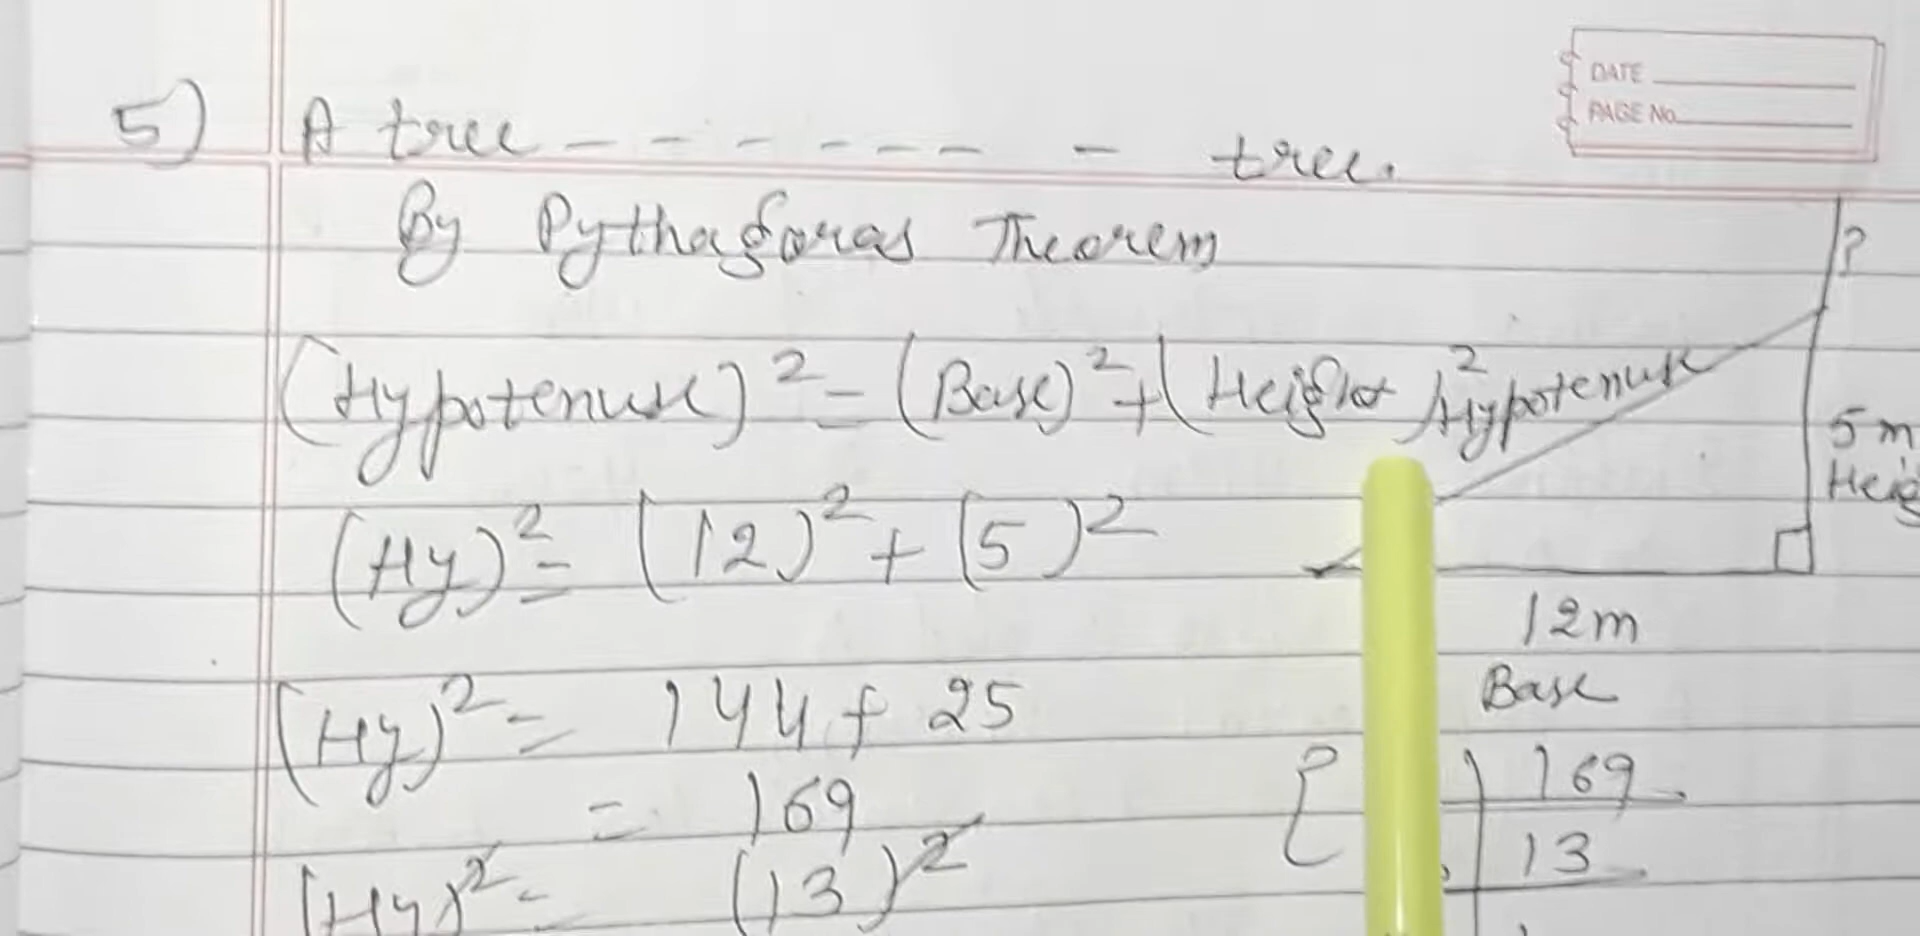 DATE
PAGE No.
5) A tree - - - - - - - tree.
By Pythagoras Theorem
?
(Hypotenuse)² = (Base)² + (Height)²
Hypotenuse
5 m
(Hy)² = (12)² + (5)²
12m
Base
(Hy)² = 144 + 25
= 169
169
13
(Hy)² = (13)²